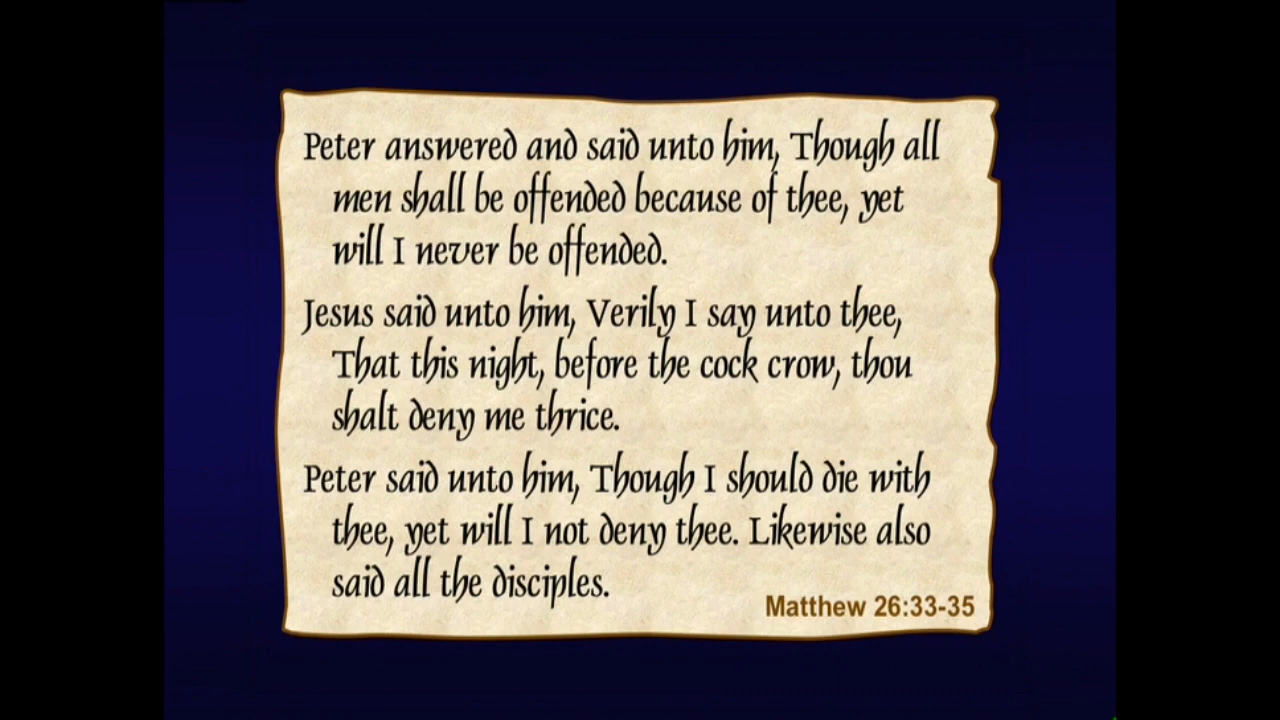 Peter answered and said unto him, Though all
men shall be offended because of thee, yet
will I never be offended.
Jesus said unto him, Verily I say unto thee,
That this night, before the cock crow, thou
shalt deny me thrice.
Peter said unto him, Though I should die with
thee, yet will I not deny thee. Likewise also
said all the disciples.
Matthew 26:33-35